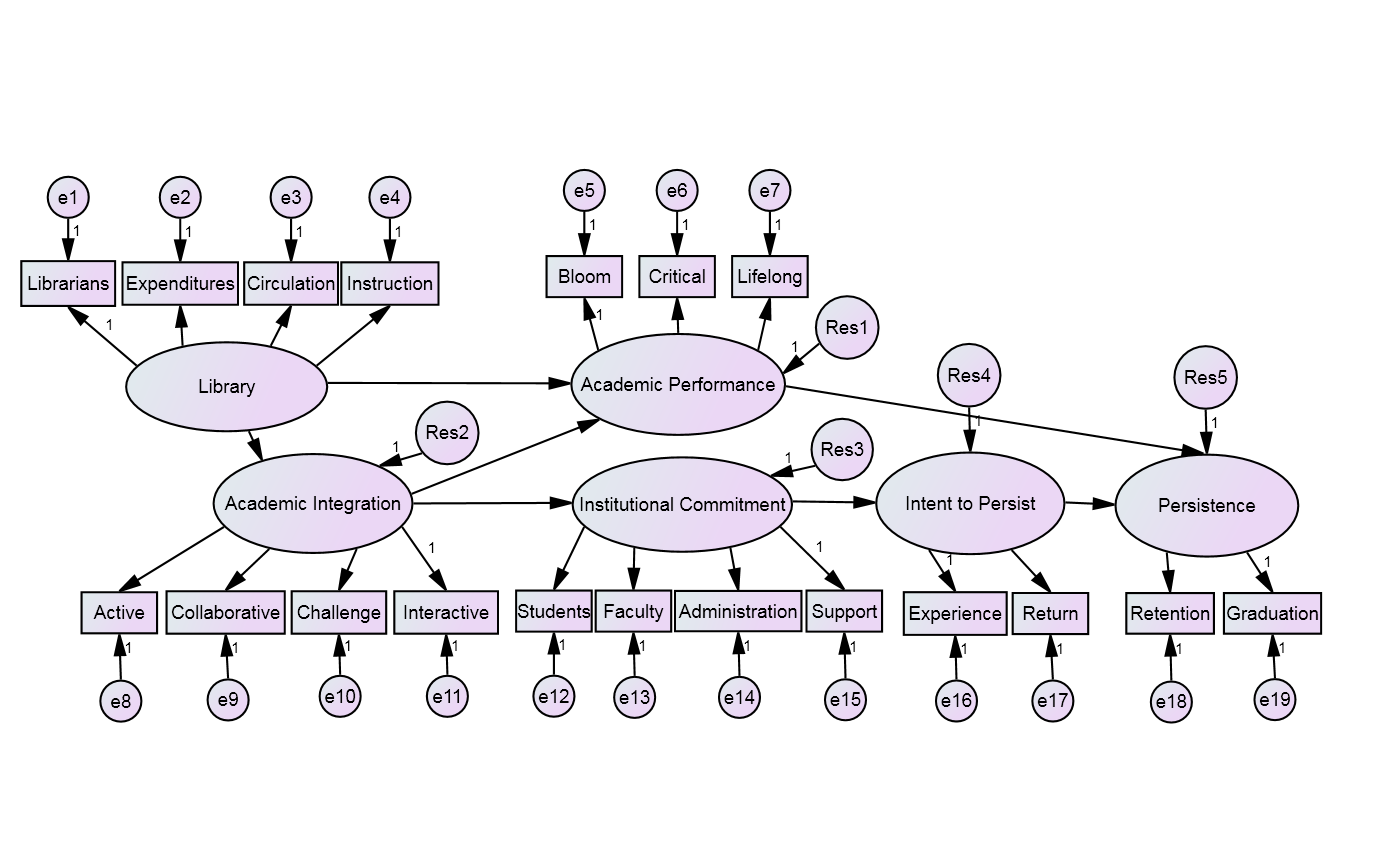 e1 e2 e3 e4 e5 e6 e7
1 1 1 1 1 1 1
Librarians Expenditures Circulation Instruction Bloom Critical Lifelong
1 1 Res1
1
Library Academic Performance Res4 Res5
1 1
Res2 Res3
1 1
Academic Integration Institutional Commitment Intent to Persist Persistence
1 1 1 1
Active Collaborative Challenge Interactive Students Faculty Administration Support Experience Return Retention Graduation
1 1 1 1 1 1 1 1 1 1 1 1
e8 e9 e10 e11 e12 e13 e14 e15 e16 e17 e18 e19